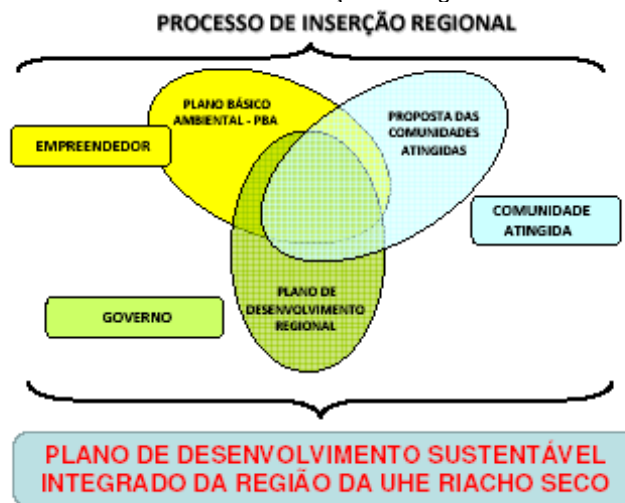 PROCESSO DE INSERÇÃO REGIONAL
PLANO BÁSICO
AMBIENTAL - PBA
EMPREENDEDOR
PROPOSTA DAS
COMUNIDADES
ATINGIDAS
COMUNIDADE
ATINGIDA
PLANO DE
DESENVOLVIMENTO
REGIONAL
GOVERNO
PLANO DE DESENVOLVIMENTO SUSTENTÁVEL
INTEGRADO DA REGIÃO DA UHE RIACHO SECO